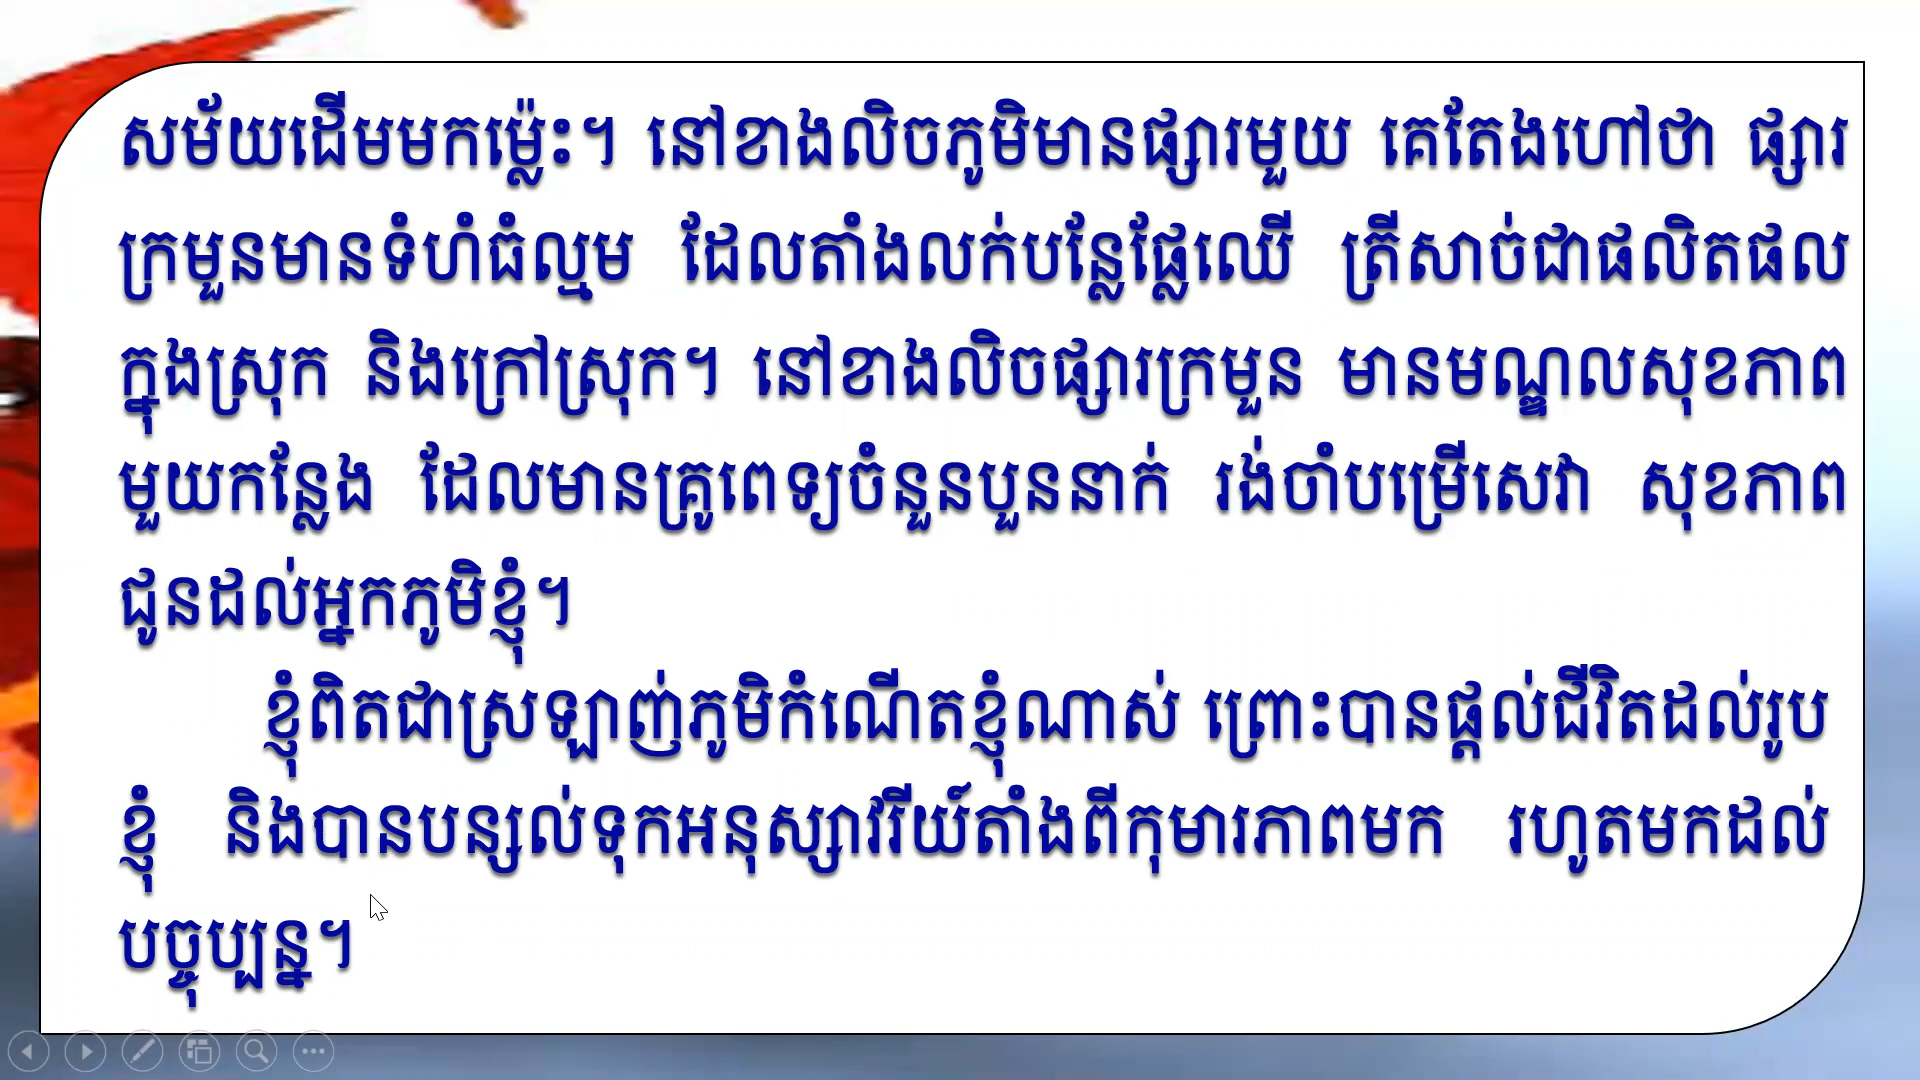 សម័យដើមមកម្ល៉េះ។ នៅខាងលិចភូមិមានផ្សារមួយ គេតែងហៅថា ផ្សារ
ក្រមួនមានទំហំធំល្មម ដែលតាំងលក់បន្លែផ្លែឈើ ត្រីសាច់ជាផលិតផល
ក្នុងស្រុក និងក្រៅស្រុក។ នៅខាងលិចផ្សារក្រមួន មានមណ្ឌលសុខភាព
មួយកន្លែង ដែលមានគ្រូពេទ្យចំនួនបួននាក់ រង់ចាំបម្រើសេវា សុខភាព
ជូនដល់អ្នកភូមិខ្ញុំ។
ខ្ញុំពិតជាស្រឡាញ់ភូមិកំណើតខ្ញុំណាស់ ព្រោះបានផ្ដល់ជីវិតដល់រូប
ខ្ញុំ និងបានបន្សល់ទុកអនុស្សាវរីយ៍តាំងពីកុមារភាពមក រហូតមកដល់
បច្ចុប្បន្ន។